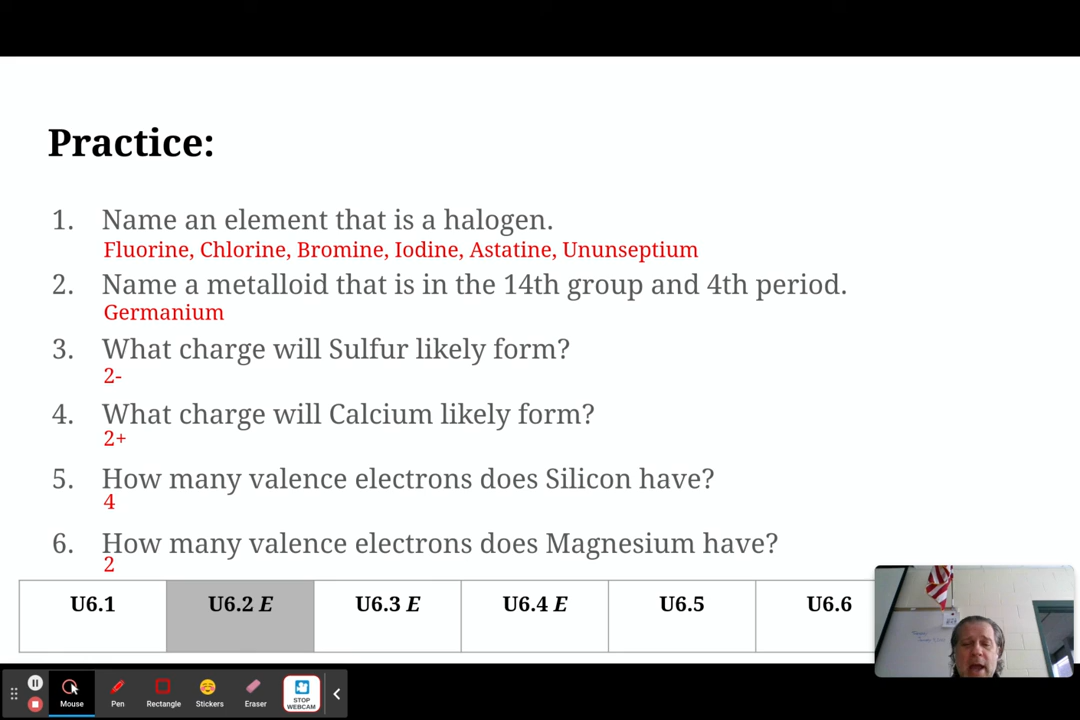 Practice:
1. Name an element that is a halogen.
Fluorine, Chlorine, Bromine, Iodine, Astatine, Ununseptium
2. Name a metalloid that is in the 14th group and 4th period.
Germanium
3. What charge will Sulfur likely form?
2-
4. What charge will Calcium likely form?
2+
5. How many valence electrons does Silicon have?
4
6. How many valence electrons does Magnesium have?
2
U6.1 U6.2 E U6.3 E U6.4 E U6.5 U6.6
Mouse Pen Rectangle Stickers Eraser STOP WEBCAM